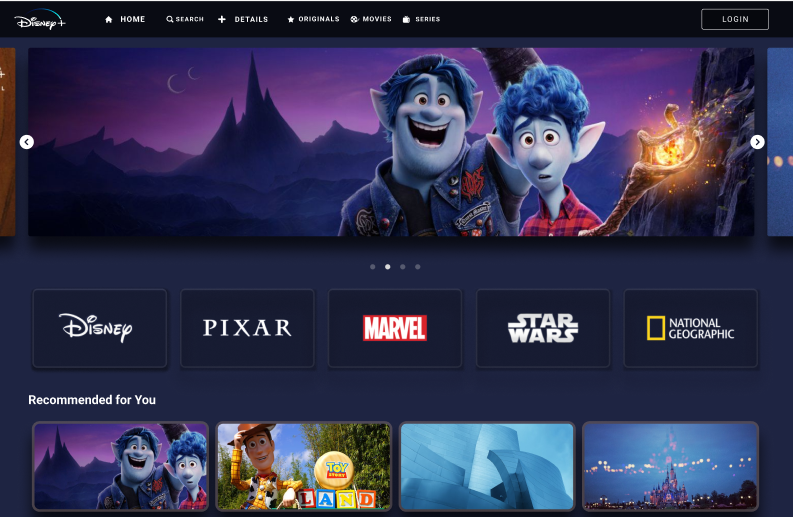 Disney+
HOME
SEARCH
DETAILS
ORIGINALS
MOVIES
SERIES
LOGIN
L
Disney
PIXAR
MARVEL
STAR
WARS
NATIONAL
GEOGRAPHIC
Recommended for You
TOY
STORY
LAND